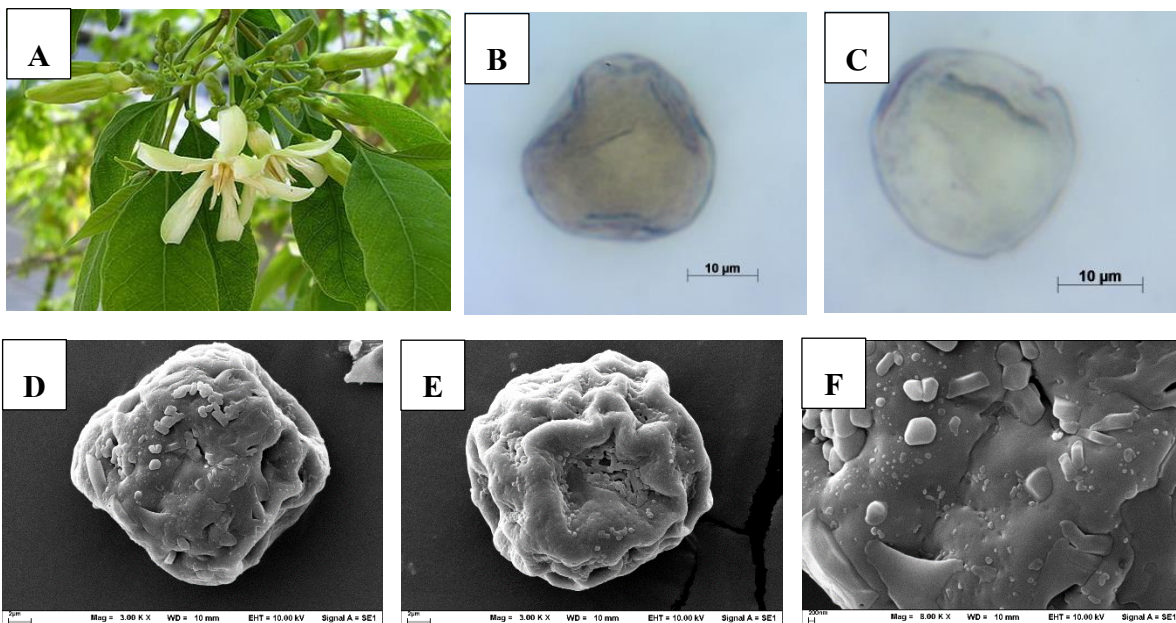 A
B
C
10 µm
10 µm
D
E
F
2µm Mag = 3.00 K X WD = 10 mm EHT = 10.00 kV Signal A = SE1
2µm Mag = 3.00 K X WD = 10 mm EHT = 10.00 kV Signal A = SE1
200nm Mag = 8.00 K X WD = 10 mm EHT = 10.00 kV Signal A = SE1